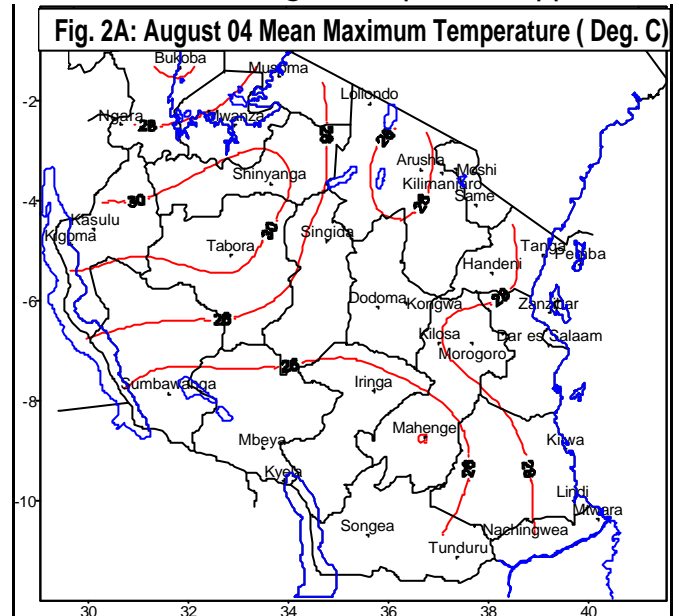 Fig. 2A: August 04 Mean Maximum Temperature ( Deg. C)
Bukoba
Musoma
-2
Loliondo
Ngara
28
Mwanza
Arusha
Moshi
Shinyanga
Kilimanjaro
Same
-4
30
Kasulu
Kigoma
Tabora
Singida
Tanga
Pemba
Handeni
-6
28
Dodoma
Kongwa
Zanzibar
Kilosa
Dar es Salaam
Morogoro
26
Sumbawanga
Iringa
-8
Mahenge
Mbeya
Kilwa
Kyela
29
-10
Lindi
Mtwara
Songea
Nachingwea
Tunduru
30 32 34 36 38 40